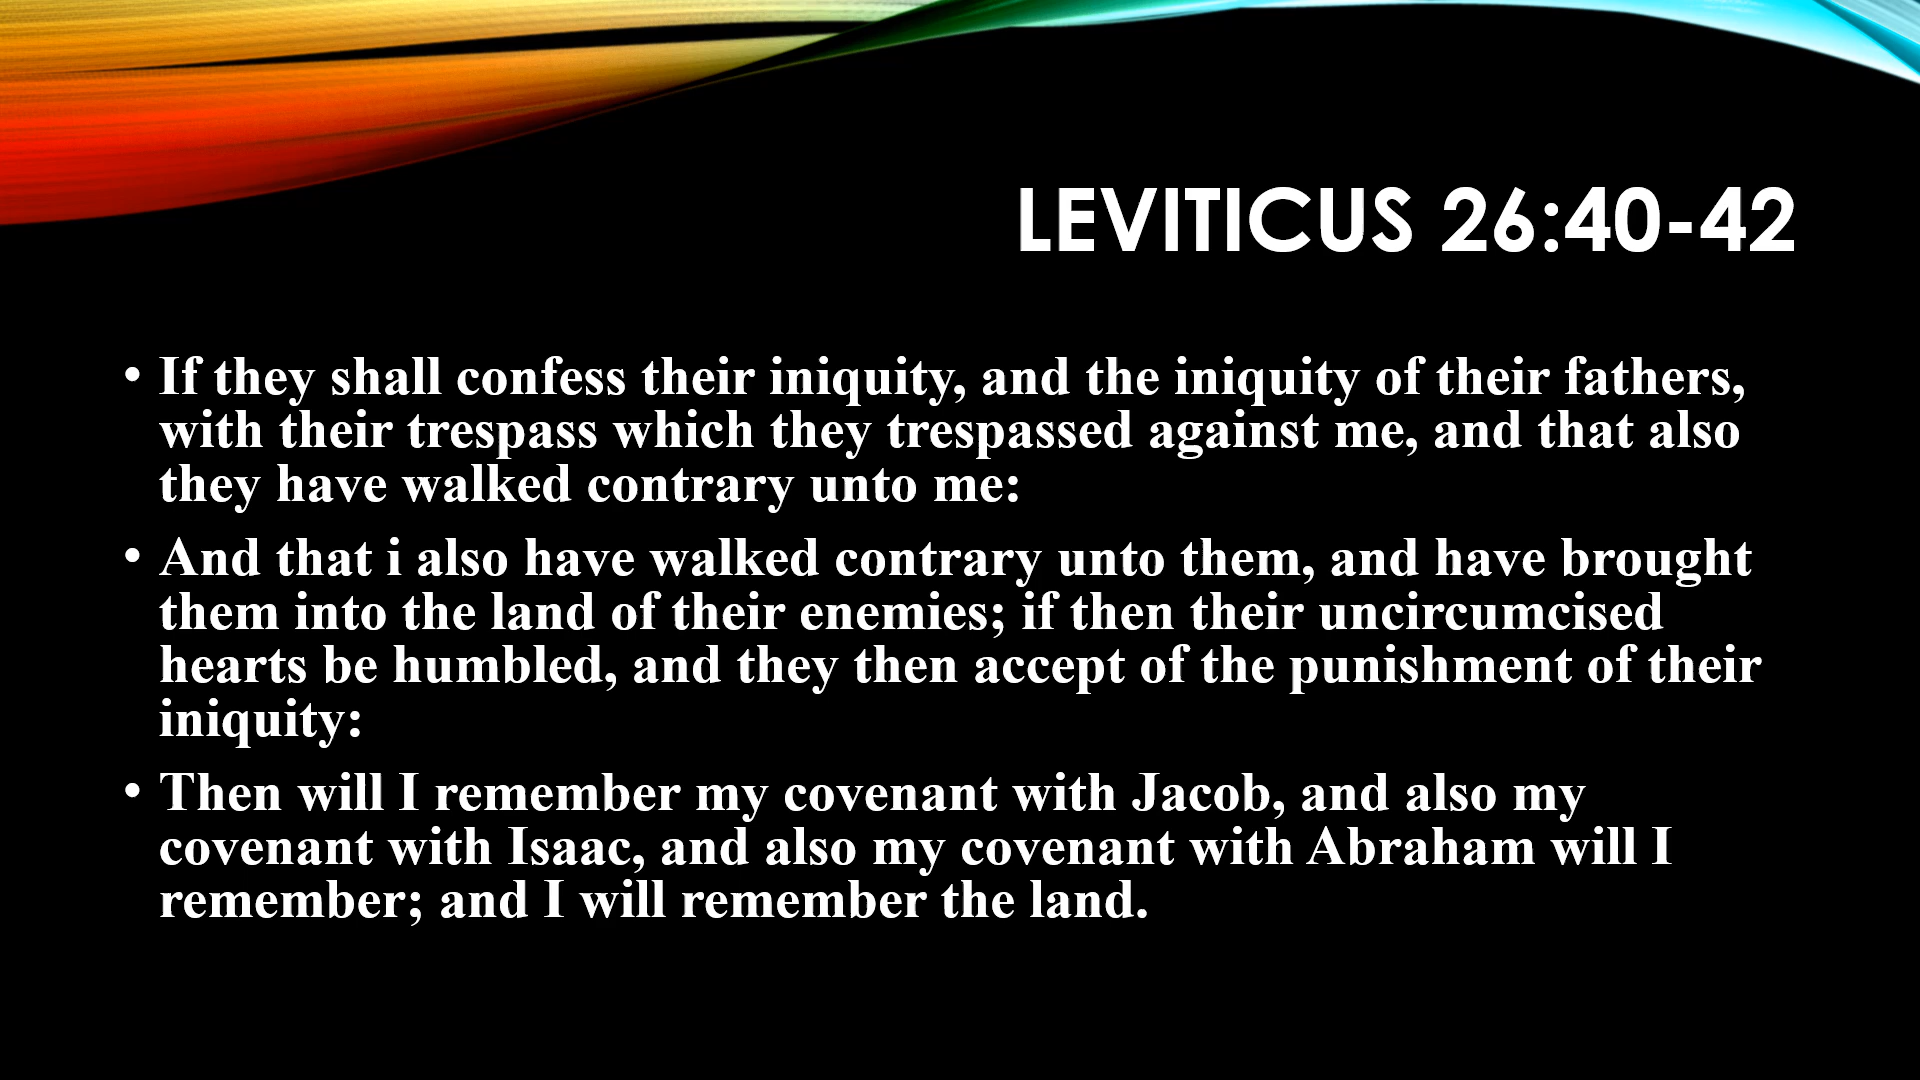 LEVITICUS 26:40-42
• If they shall confess their iniquity, and the iniquity of their fathers,
with their trespass which they trespassed against me, and that also
they have walked contrary unto me:
• And that i also have walked contrary unto them, and have brought
them into the land of their enemies; if then their uncircumcised
hearts be humbled, and they then accept of the punishment of their
iniquity:
• Then will I remember my covenant with Jacob, and also my
covenant with Isaac, and also my covenant with Abraham will I
remember; and I will remember the land.